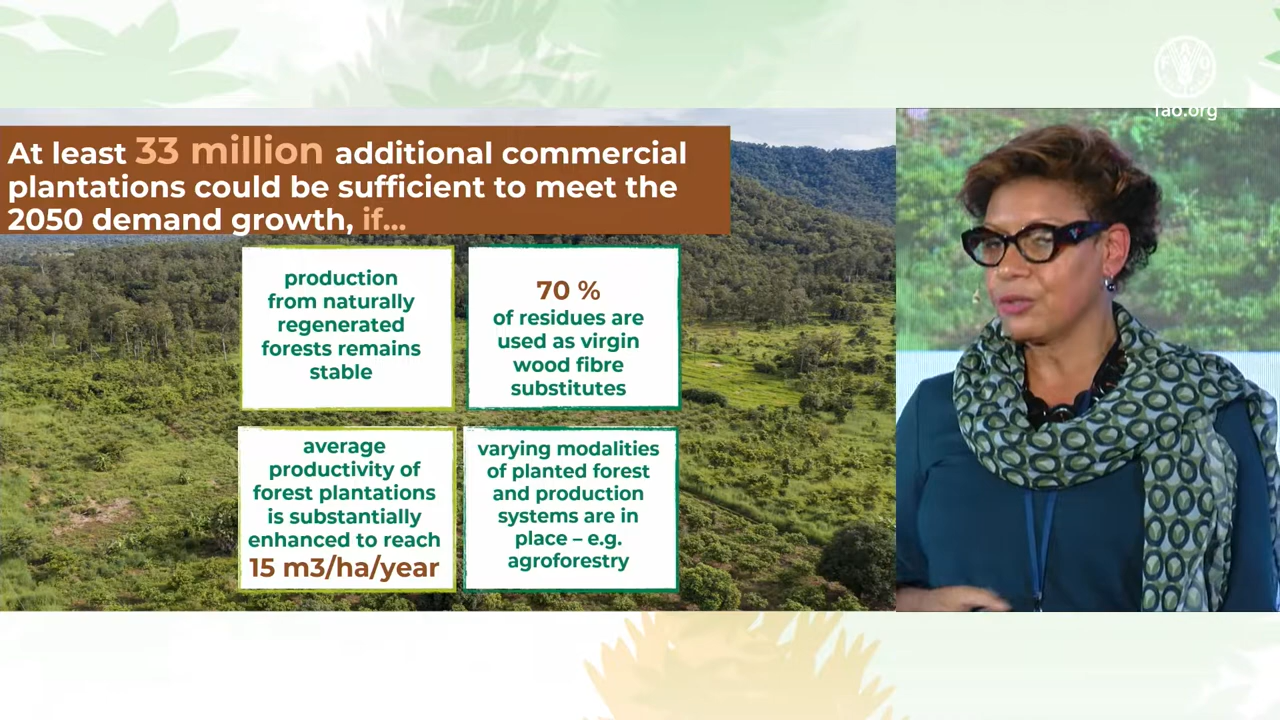 FAO
fao.org
At least 33 million additional commercial
plantations could be sufficient to meet the
2050 demand growth, if...
production
from naturally
regenerated
forests remains
stable
70 %
of residues are
used as virgin
wood fibre
substitutes
average
productivity of
forest plantations
is substantially
enhanced to reach
15 m3/ha/year
varying modalities
of planted forest
and production
systems are in
place – e.g.
agroforestry